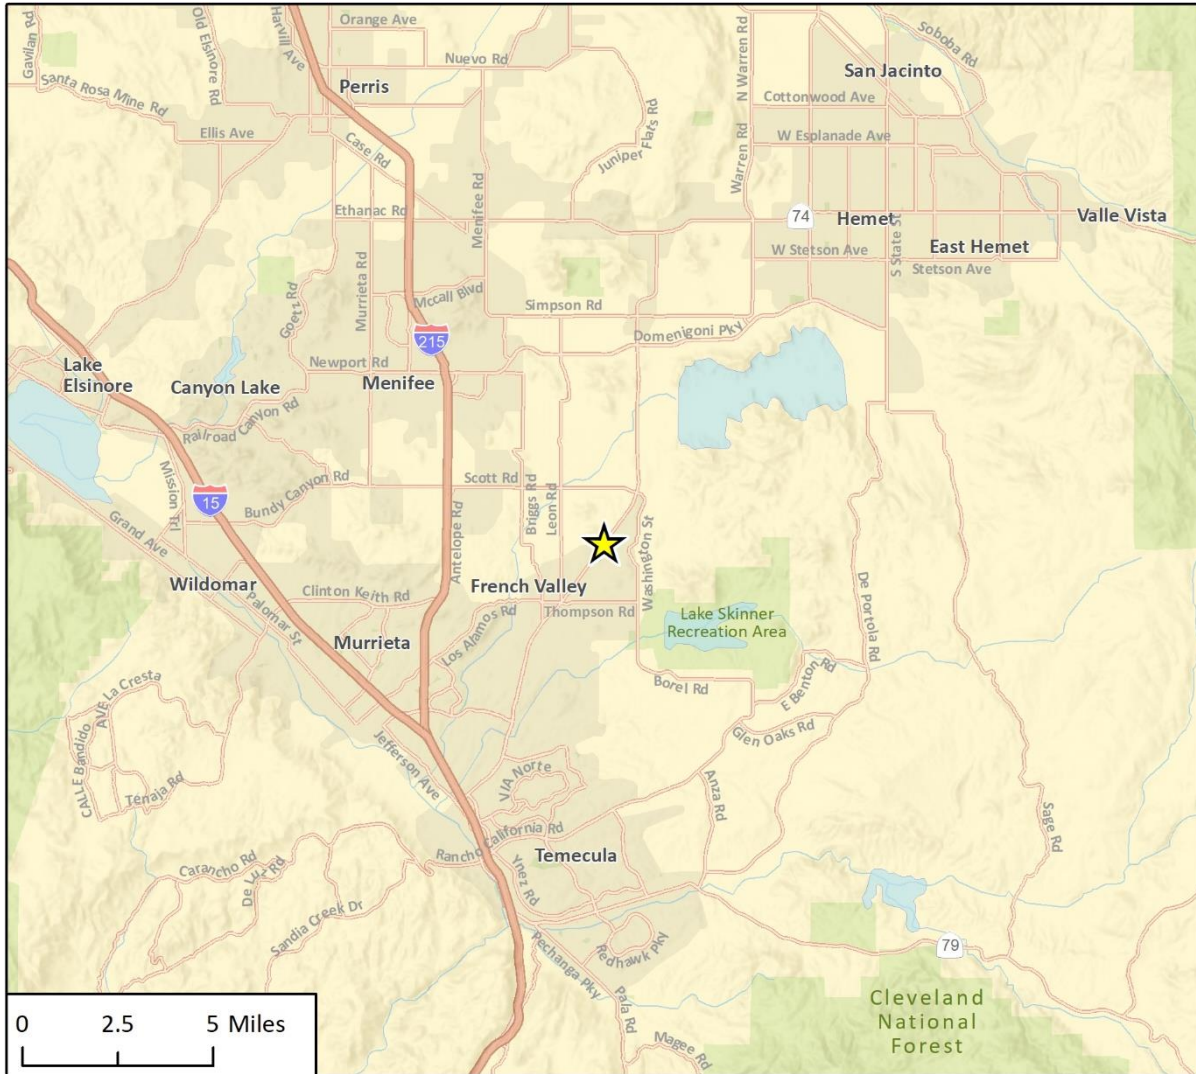 Gavilan Rd
Old Elsinore Rd
Harvill Ave
Orange Ave
Nuevo Rd
N Warren Rd
Soboba Rd
San Jacinto
Perris
Santa Rosa Mine Rd
Cottonwood Ave
Ellis Ave
Case Rd
Juniper Flats Rd
Warren Rd
W Esplanade Ave
Menifee Rd
Ethanac Rd
74
Hemet
Valle Vista
East Hemet
W Stetson Ave
S State St
Stetson Ave
Murrieta Rd
Goetz Rd
Mccall Blvd
Simpson Rd
Domenigoni Pky
215
Lake
Elsinore
Newport Rd
Canyon Lake
Menifee
Railroad Canyon Rd
Mission Trl
Scott Rd
Bundy Canyon Rd
15
Grand Ave
Antelope Rd
Briggs Rd
Leon Rd
Washington St
Wildomar
French Valley
Clinton Keith Rd
Thompson Rd
Palomar St
Lake Skinner
Recreation Area
De Portola Rd
Murrieta
Los Alamos Rd
Borel Rd
E Benton Rd
AVE La Cresta
CALLE Bandido
Tenaja Rd
Jefferson Ave
Glen Oaks Rd
VIA Norte
Anza Rd
Sage Rd
Rancho California Rd
Temecula
Ynez Rd
Carancho Rd
De Luz Rd
Sandia Creek Dr
Redhawk Pky
Pechanga Pky
79
Pala Rd
Magee Rd
Cleveland
National
Forest
0 2.5 5 Miles